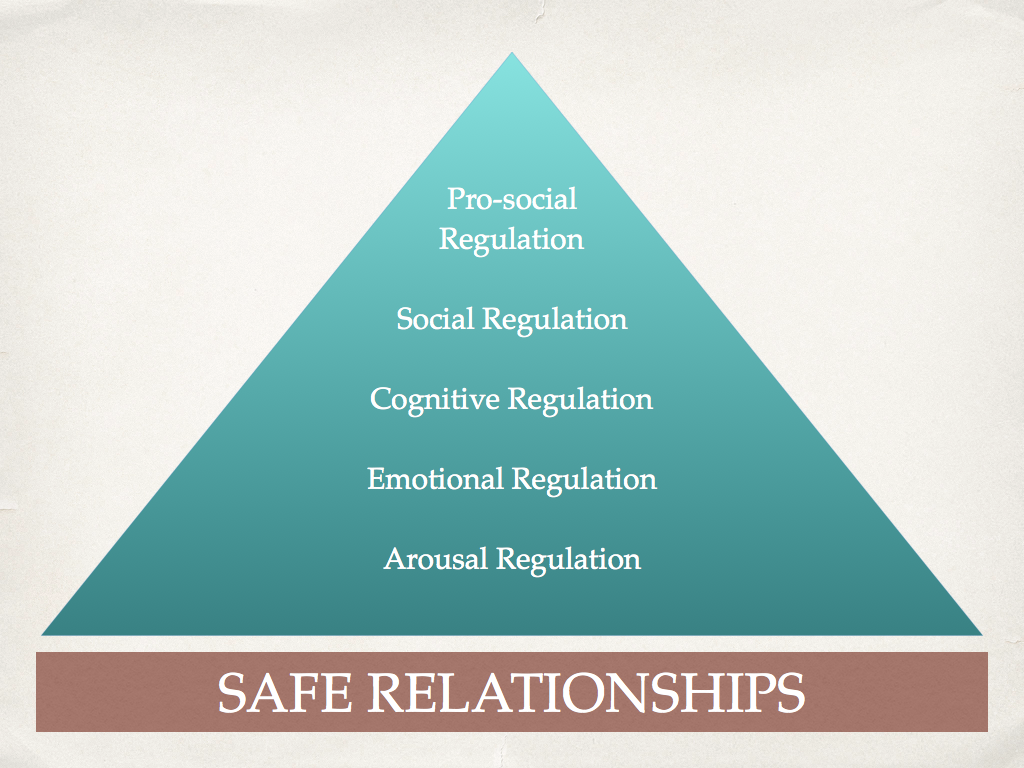 Pro-social
Regulation
Social Regulation
Cognitive Regulation
Emotional Regulation
Arousal Regulation
SAFE RELATIONSHIPS